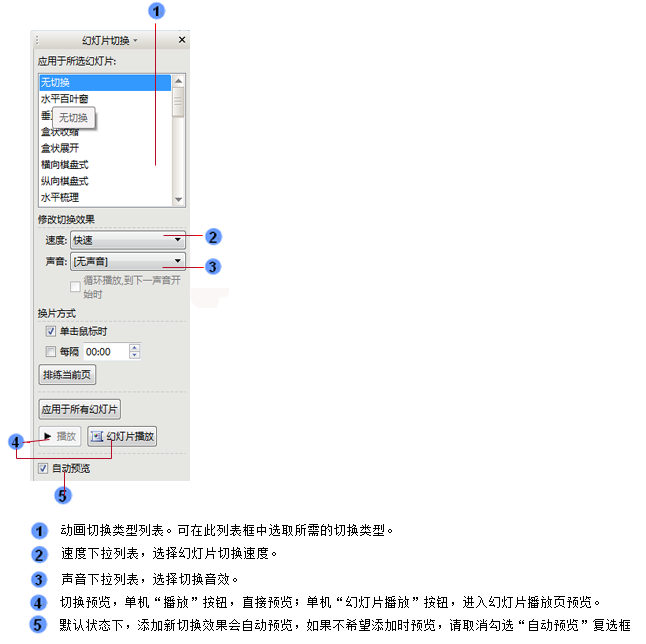 1
幻灯片切换
应用于所选幻灯片:
无切换
水平百叶窗
垂
无切换
盒状收缩
盒状展开
横向棋盘式
纵向棋盘式
水平梳理
修改切换效果
速度: 快速
2
声音: [无声音]
3
循环播放,到下一声音开
始时
换片方式
单击鼠标时
每隔 00:00
排练当前页
应用于所有幻灯片
4
播放 幻灯片播放
自动预览
5
1 动画切换类型列表。可在此列表框中选取所需的切换类型。
2 速度下拉列表，选择幻灯片切换速度。
3 声音下拉列表，选择切换音效。
4 切换预览，单机“播放”按钮，直接预览；单机“幻灯片播放”按钮，进入幻灯片播放页预览。
5 默认状态下，添加新切换效果会自动预览，如果不希望添加时预览，请取消勾选“自动预览”复选框